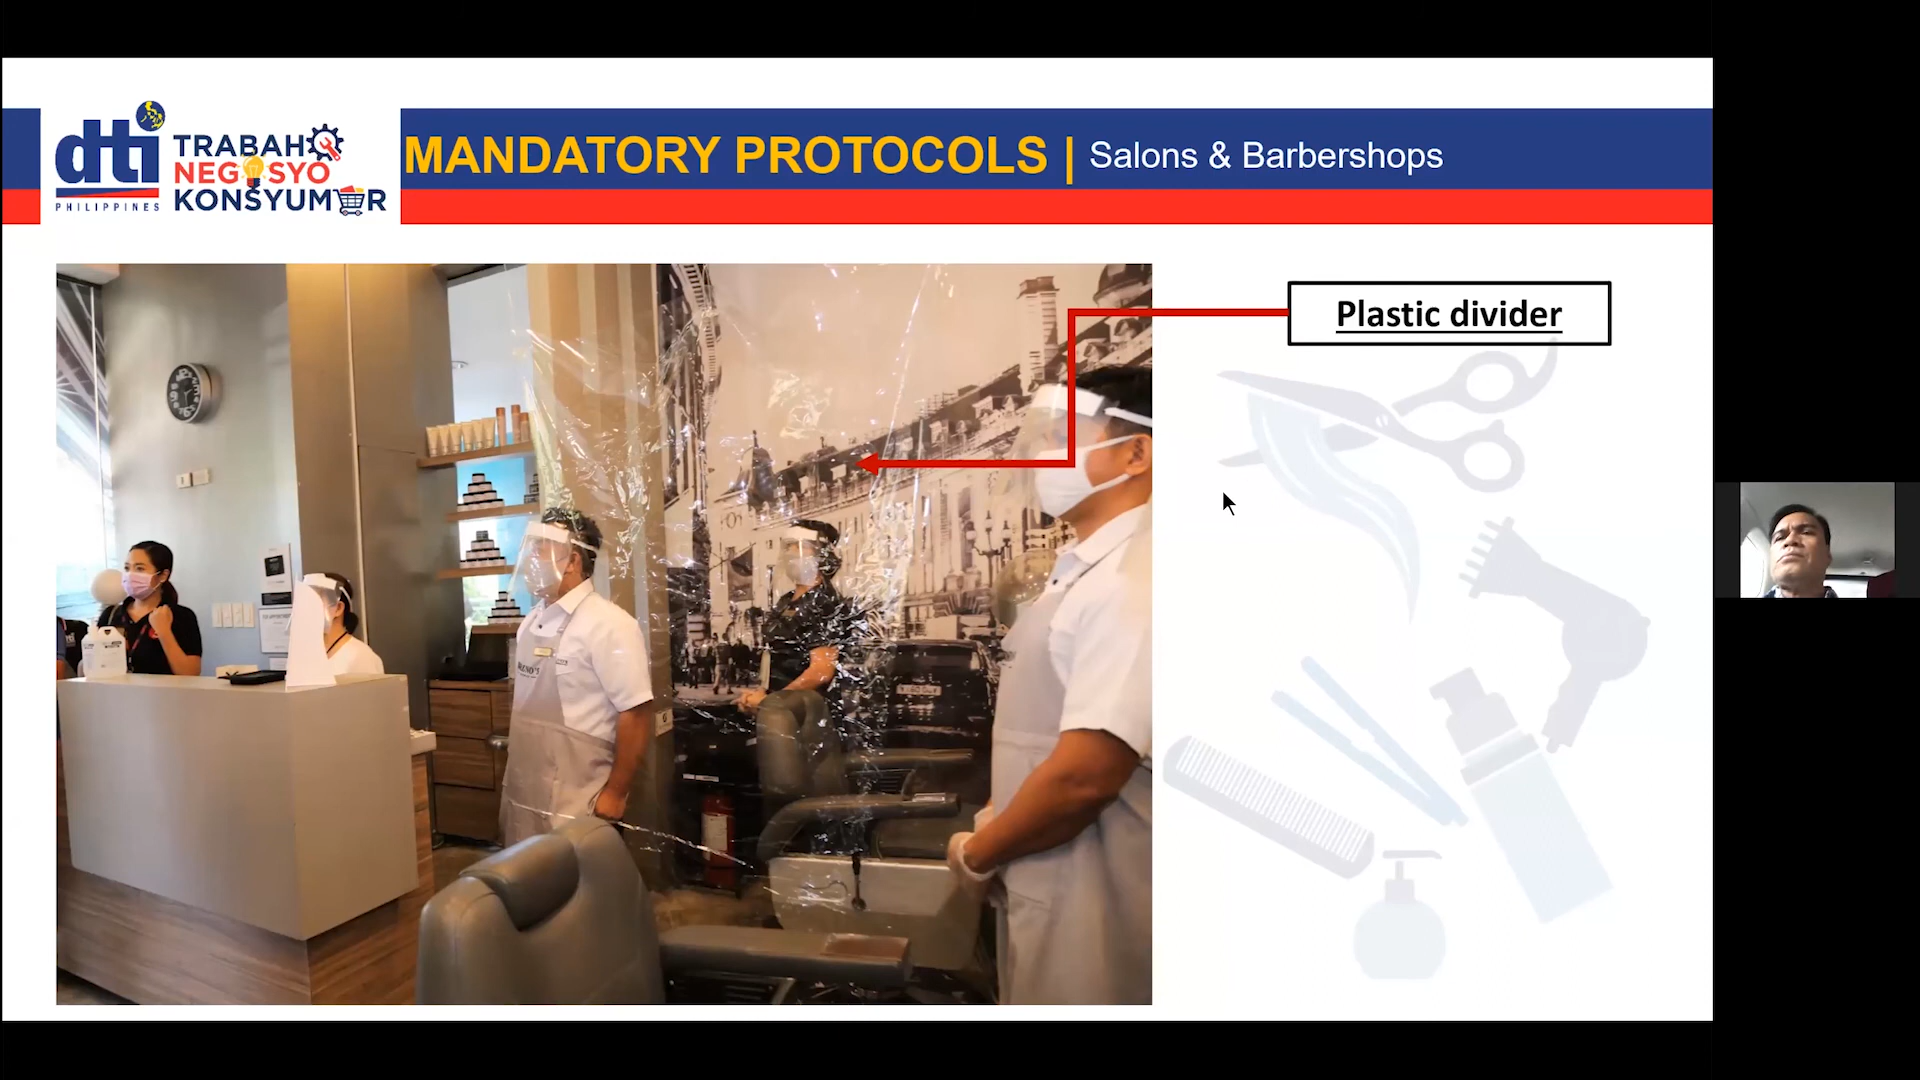 dti
PHILIPPINES
TRABAHO
NEGOSYO
KONSYUMER
MANDATORY PROTOCOLS | Salons & Barbershops
Plastic divider